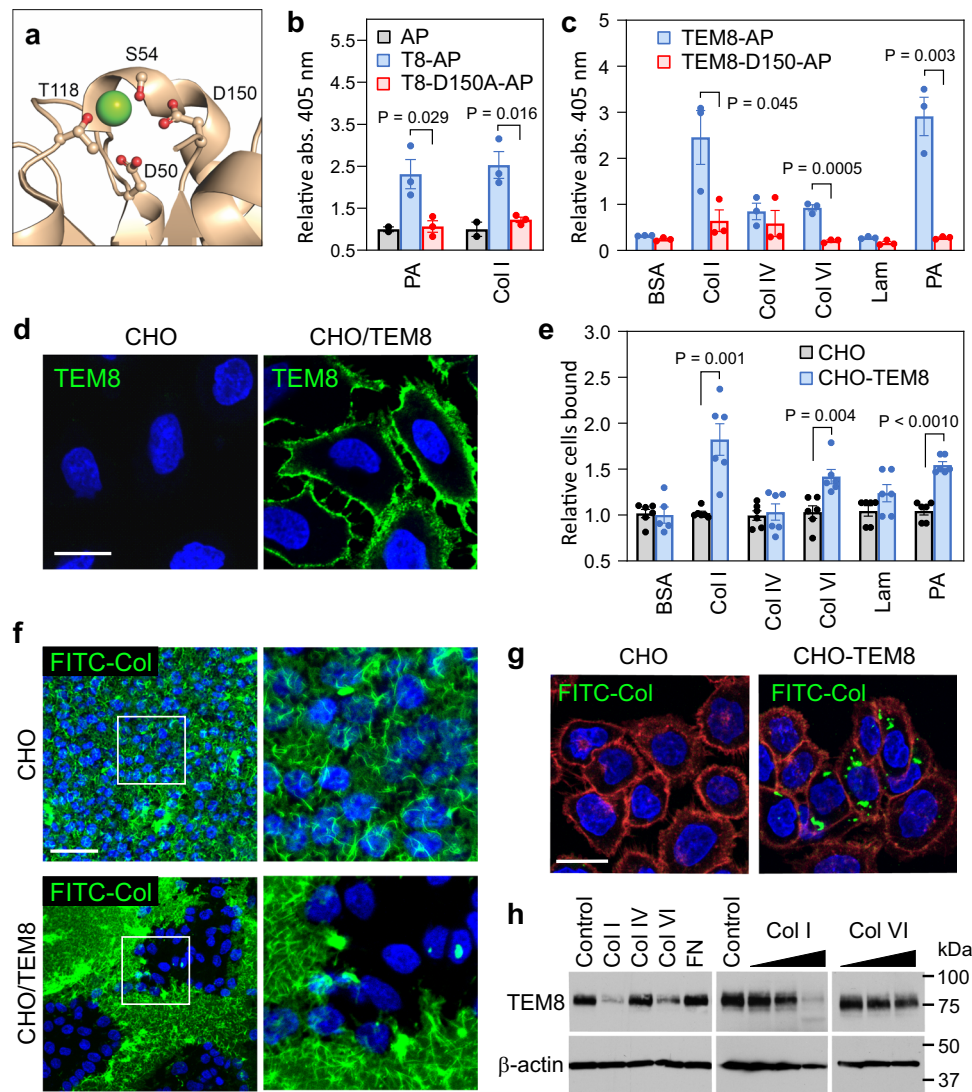 a
S54
T118
D150
D50
b
AP
T8-AP
T8-D150A-AP
Relative abs. 405 nm
5.5
4.5
3.5
2.5
1.5
0.5
P = 0.029
P = 0.016
PA
Col I
c
TEM8-AP
TEM8-D150-AP
Relative abs. 405 nm
5
4
3
2
1
0
P = 0.045
P = 0.0005
P = 0.003
BSA
Col I
Col IV
Col VI
Lam
PA
d
CHO
CHO/TEM8
TEM8
TEM8
e
CHO
CHO-TEM8
Relative cells bound
3.0
2.5
2.0
1.5
1.0
0.5
P = 0.001
P = 0.004
P < 0.0010
BSA
Col I
Col IV
Col VI
Lam
PA
f
CHO
FITC-Col
CHO/TEM8
FITC-Col
g
CHO
CHO-TEM8
FITC-Col
FITC-Col
h
Control
Col I
Col IV
Col VI
FN
Control
Col I
Col VI
kDa
TEM8
100
75
β-actin
50
37